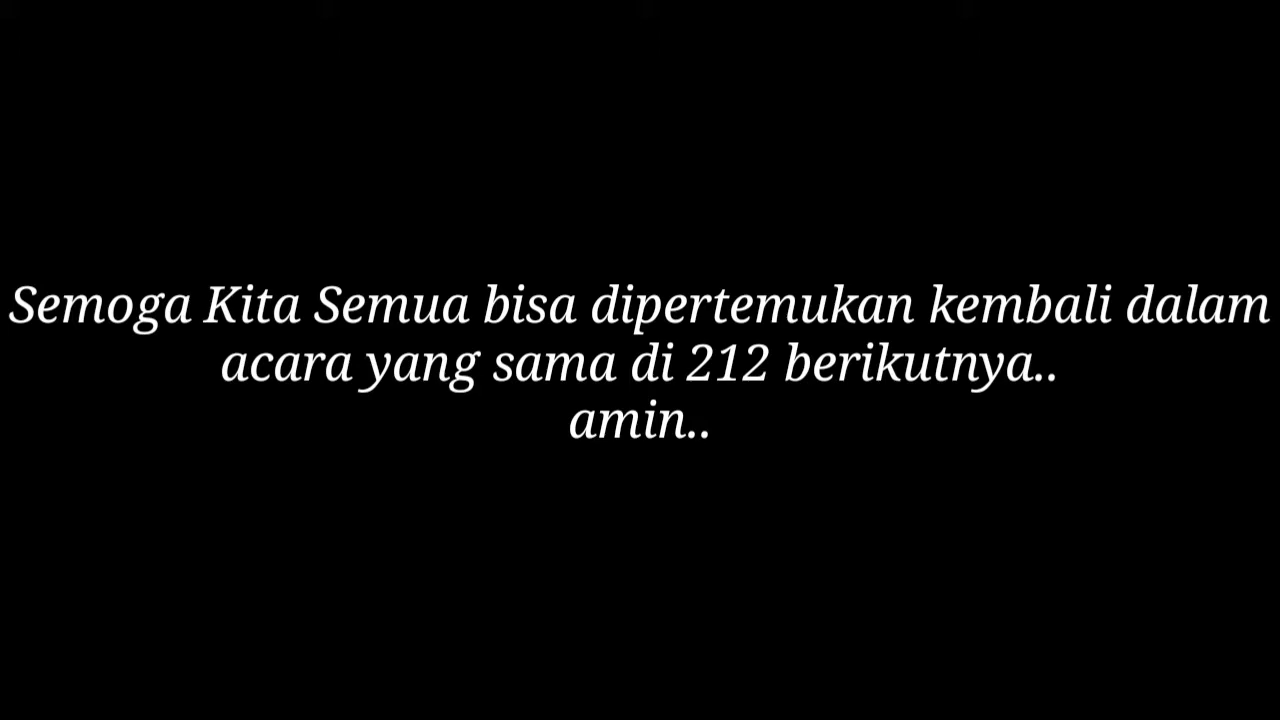 Semoga Kita Semua bisa dipertemukan kembali dalam
acara yang sama di 212 berikutnya..
amin..